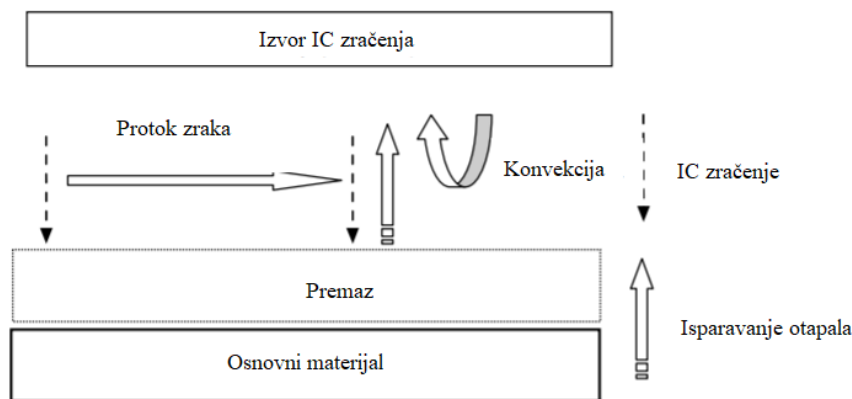 Izvor IC zračenja
Protok zraka
Konvekcija
IC zračenje
Premaz
Isparavanje otapala
Osnovni materijal